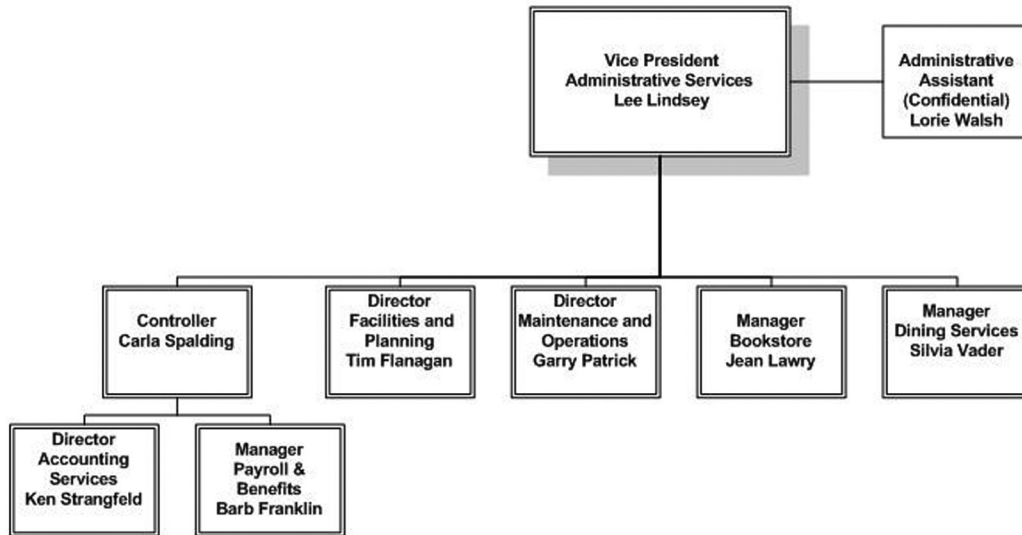 Vice President
Administrative Services
Lee Lindsey
Administrative
Assistant
(Confidential)
Lorie Walsh
Controller
Carla Spalding
Director
Facilities and
Planning
Tim Flanagan
Director
Maintenance and
Operations
Garry Patrick
Manager
Bookstore
Jean Lawry
Manager
Dining Services
Silvia Vader
Director
Accounting
Services
Ken Strangfeld
Manager
Payroll &
Benefits
Barb Franklin